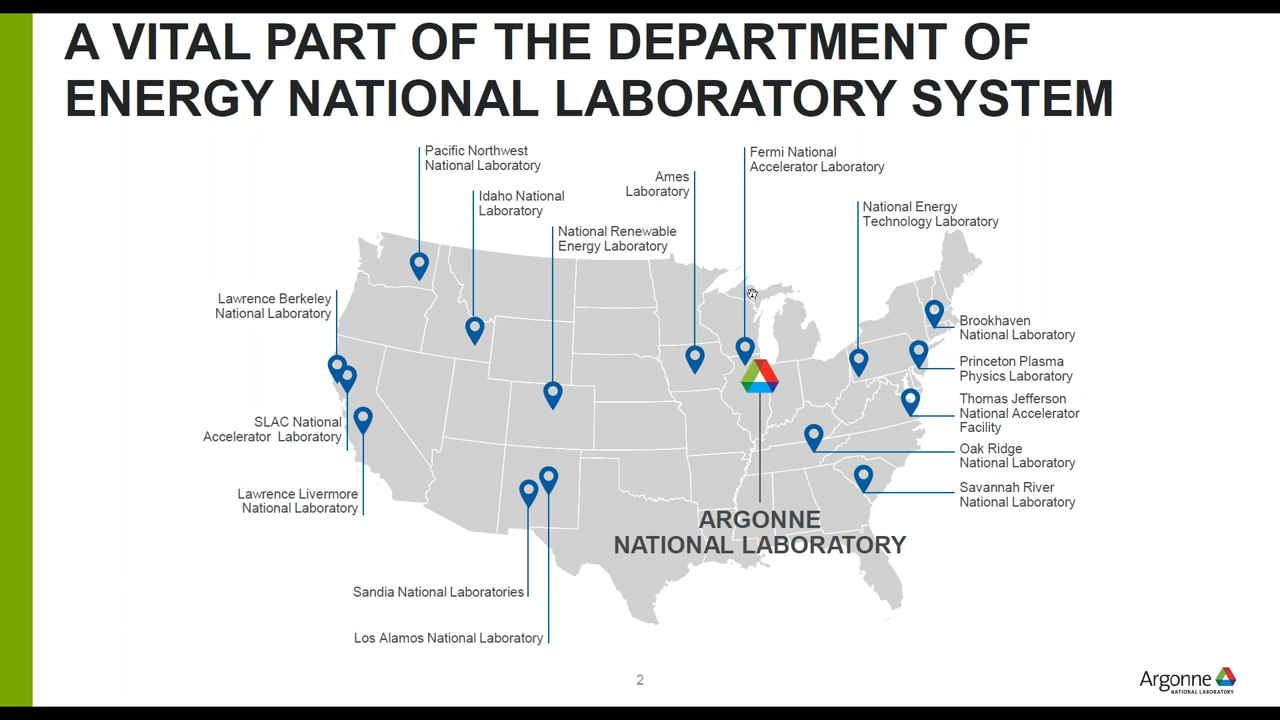 A VITAL PART OF THE DEPARTMENT OF
ENERGY NATIONAL LABORATORY SYSTEM
Pacific Northwest
National Laboratory
Idaho National
Laboratory
National Renewable
Energy Laboratory
Ames
Laboratory
Fermi National
Accelerator Laboratory
National Energy
Technology Laboratory
Lawrence Berkeley
National Laboratory
SLAC National
Accelerator Laboratory
Lawrence Livermore
National Laboratory
Sandia National Laboratories
Los Alamos National Laboratory
Brookhaven
National Laboratory
Princeton Plasma
Physics Laboratory
Thomas Jefferson
National Accelerator
Facility
Oak Ridge
National Laboratory
Savannah River
National Laboratory
ARGONNE
NATIONAL LABORATORY
2
Argonne
NATIONAL LABORATORY